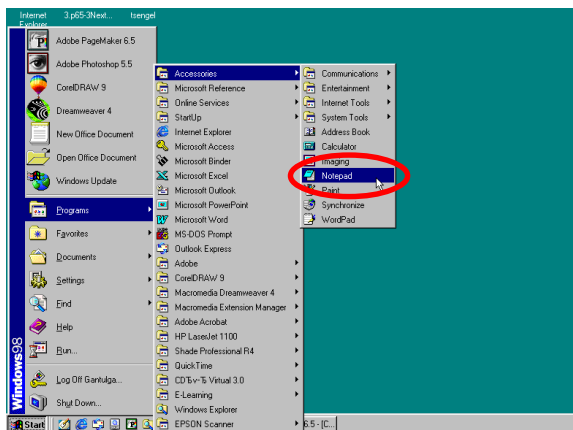 Internet
Explorer
3.p65-3Next...
tsengel
Adobe PageMaker 6.5
Adobe Photoshop 5.5
CorelDRAW 9
Dreamweaver 4
New Office Document
Open Office Document
Windows Update
Programs
Favorites
Documents
Settings
Find
Help
Run...
Log Off Gantulga...
Shut Down...
Windows98
Accessories
Microsoft Reference
Online Services
StartUp
Internet Explorer
Microsoft Access
Microsoft Binder
Microsoft Excel
Microsoft Outlook
Microsoft PowerPoint
Microsoft Word
MS-DOS Prompt
Outlook Express
Adobe
CorelDRAW 9
Macromedia Dreamweaver 4
Macromedia Extension Manager
Adobe Acrobat
HP LaserJet 1100
Shade Professional R4
QuickTime
Virtual 3.0
E-Learning
Windows Explorer
EPSON Scanner
Communications
Entertainment
Internet Tools
System Tools
Address Book
Calculator
Imaging
Notepad
Paint
Synchronize
WordPad
Start
6.5 - [C...